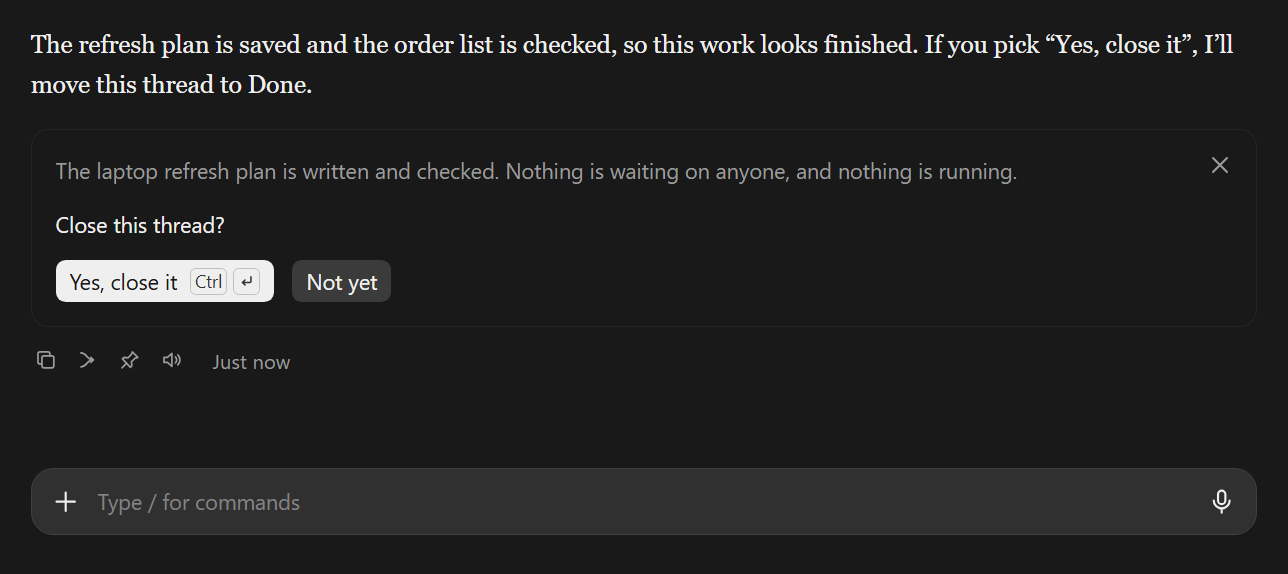 The refresh plan is saved and the order list is checked, so this work looks finished. If you pick “Yes, close it”, I’ll
move this thread to Done.
The laptop refresh plan is written and checked. Nothing is waiting on anyone, and nothing is running.
Close this thread?
Yes, close it Ctrl ↵ Not yet
Just now
Type / for commands